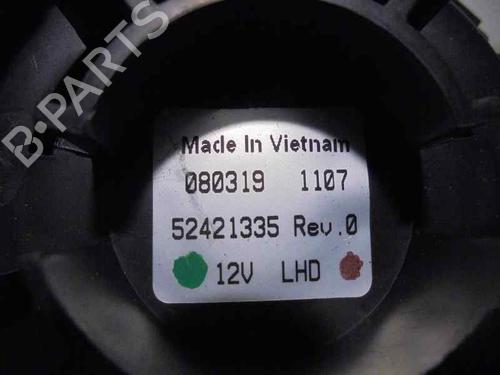 B-PARTS
Made In Vietnam
080319 1107
52421335 Rev.0
12V LHD